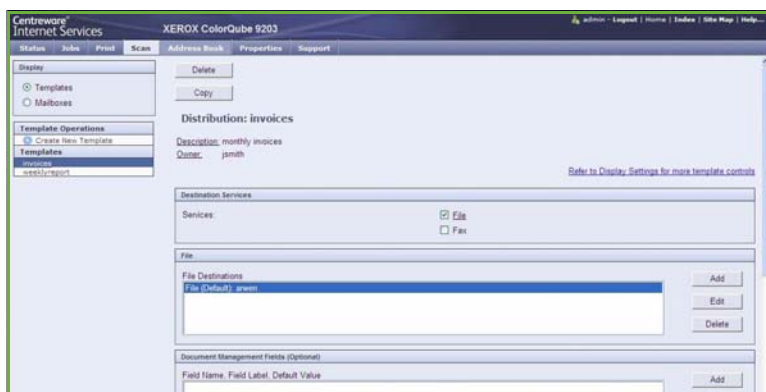 Centreware®
Internet Services
XEROX ColorQube 9203
admin - Logout | Home | Index | Site Map | Help...
Status Jobs Print Scan Address Book Properties Support
Display
Templates
Mailboxes
Template Operations
Create New Template
Templates
invoices
weeklyreport
Delete
Copy
Distribution: invoices
Description: monthly invoices
Owner: jsmith
Refer to Display Settings for more template controls
Destination Services
Services:
File
Fax
File
File Destinations
File (Default): arwen
Add
Edit
Delete
Document Management Fields (Optional)
Field Name, Field Label, Default Value
Add